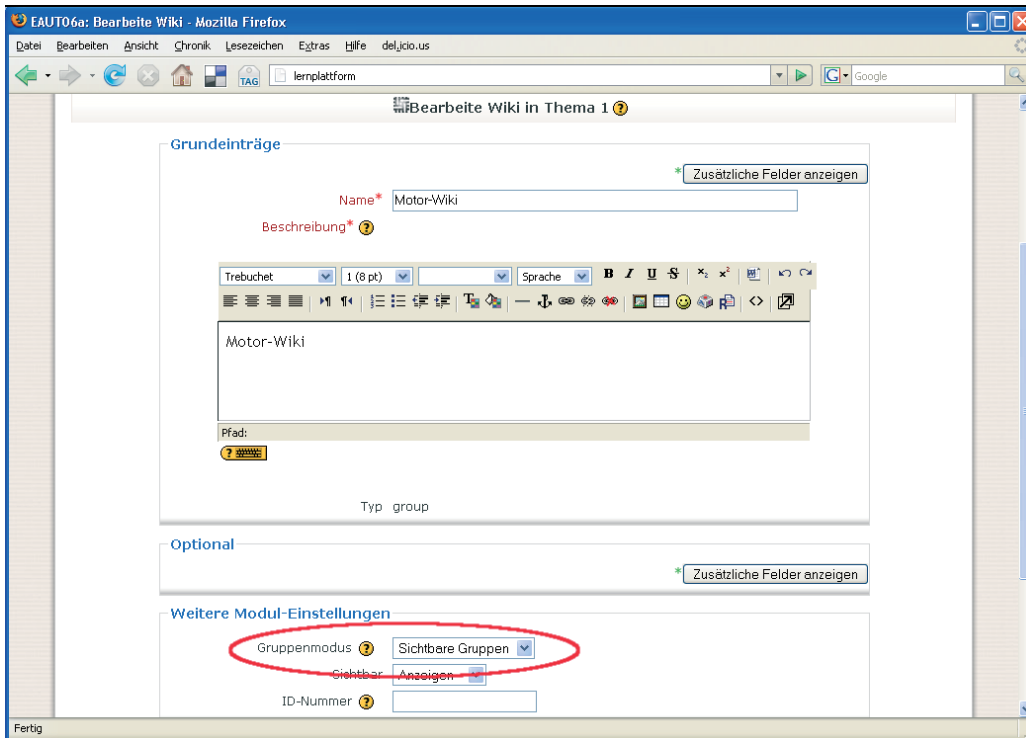 EAUT06a: Bearbeite Wiki - Mozilla Firefox
Datei Bearbeiten Ansicht Chronik Lesezeichen Extras Hilfe del.icio.us
TAG lernplattform G Google
Bearbeite Wiki in Thema 1 ?
Grundeinträge
* Zusätzliche Felder anzeigen
Name* Motor-Wiki
Beschreibung* ?
Trebuchet 1 (8 pt) Sprache B I U S x₂ x²
Motor-Wiki
Pfad:
?
Typ group
Optional
* Zusätzliche Felder anzeigen
Weitere Modul-Einstellungen
Gruppenmodus ? Sichtbare Gruppen
Sichtbar Anzeigen
ID-Nummer ?
Fertig